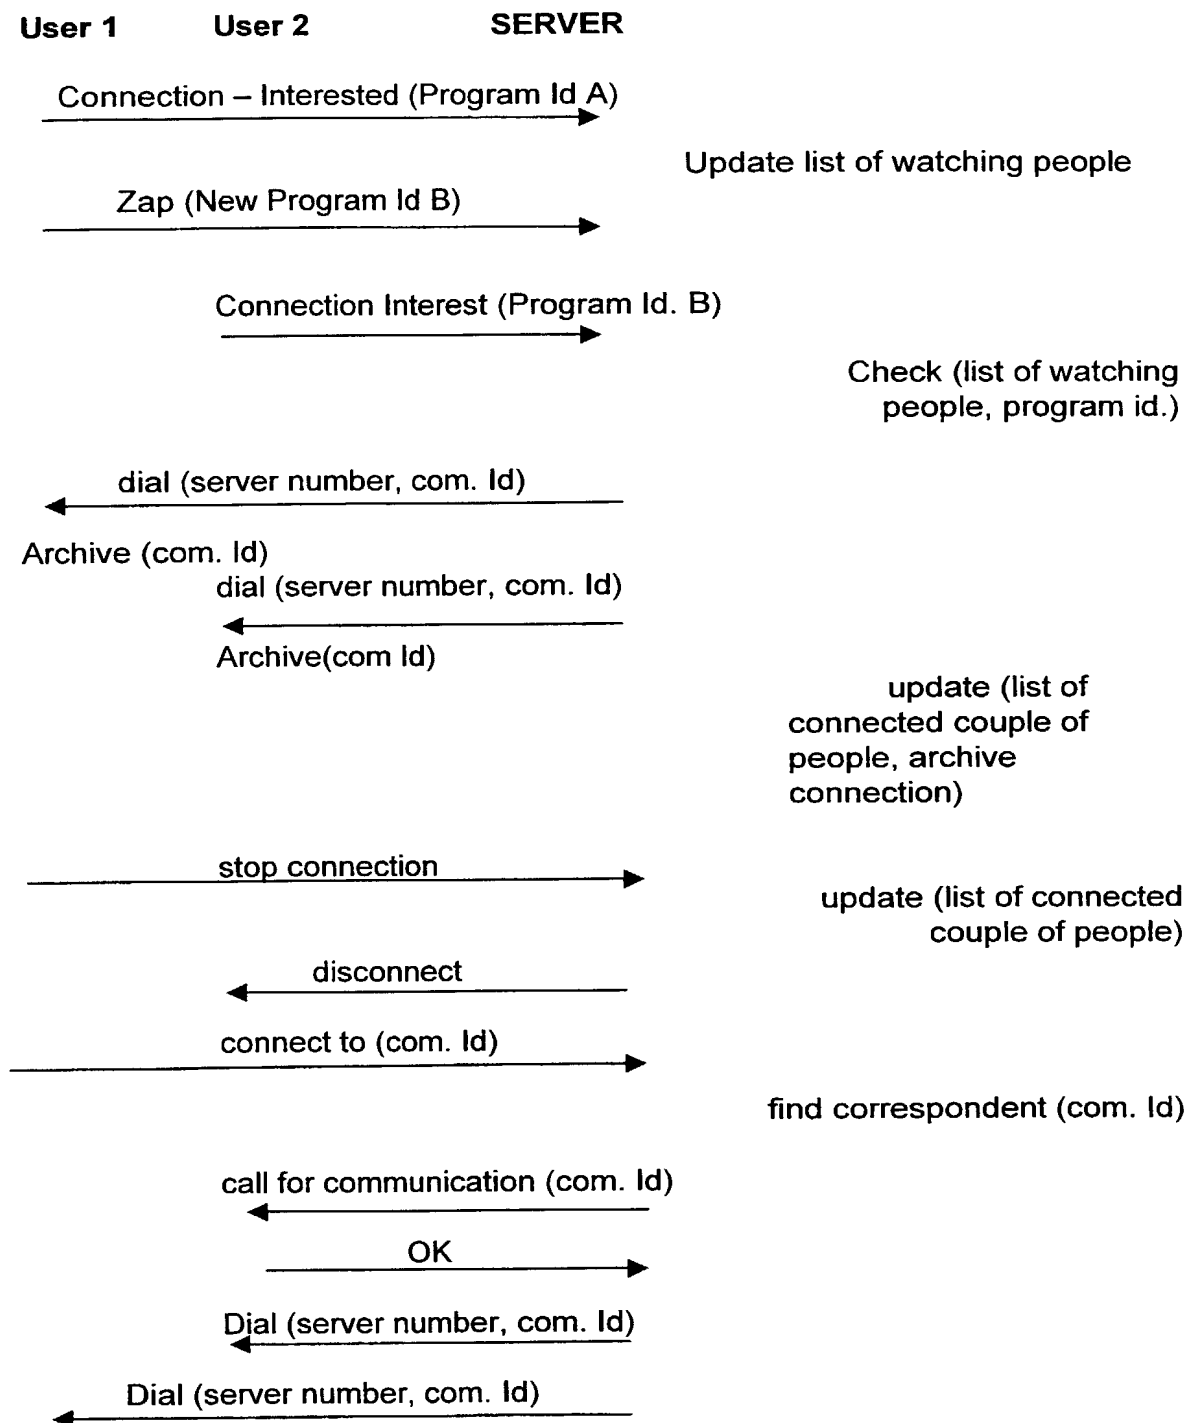 User 1 User 2 SERVER
Connection – Interested (Program Id A)
Update list of watching people
Zap (New Program Id B)
Connection Interest (Program Id. B)
Check (list of watching
people, program id.)
dial (server number, com. Id)
Archive (com. Id)
dial (server number, com. Id)
Archive(com Id)
update (list of
connected couple of
people, archive
connection)
stop connection
update (list of connected
couple of people)
disconnect
connect to (com. Id)
find correspondent (com. Id)
call for communication (com. Id)
OK
Dial (server number, com. Id)
Dial (server number, com. Id)